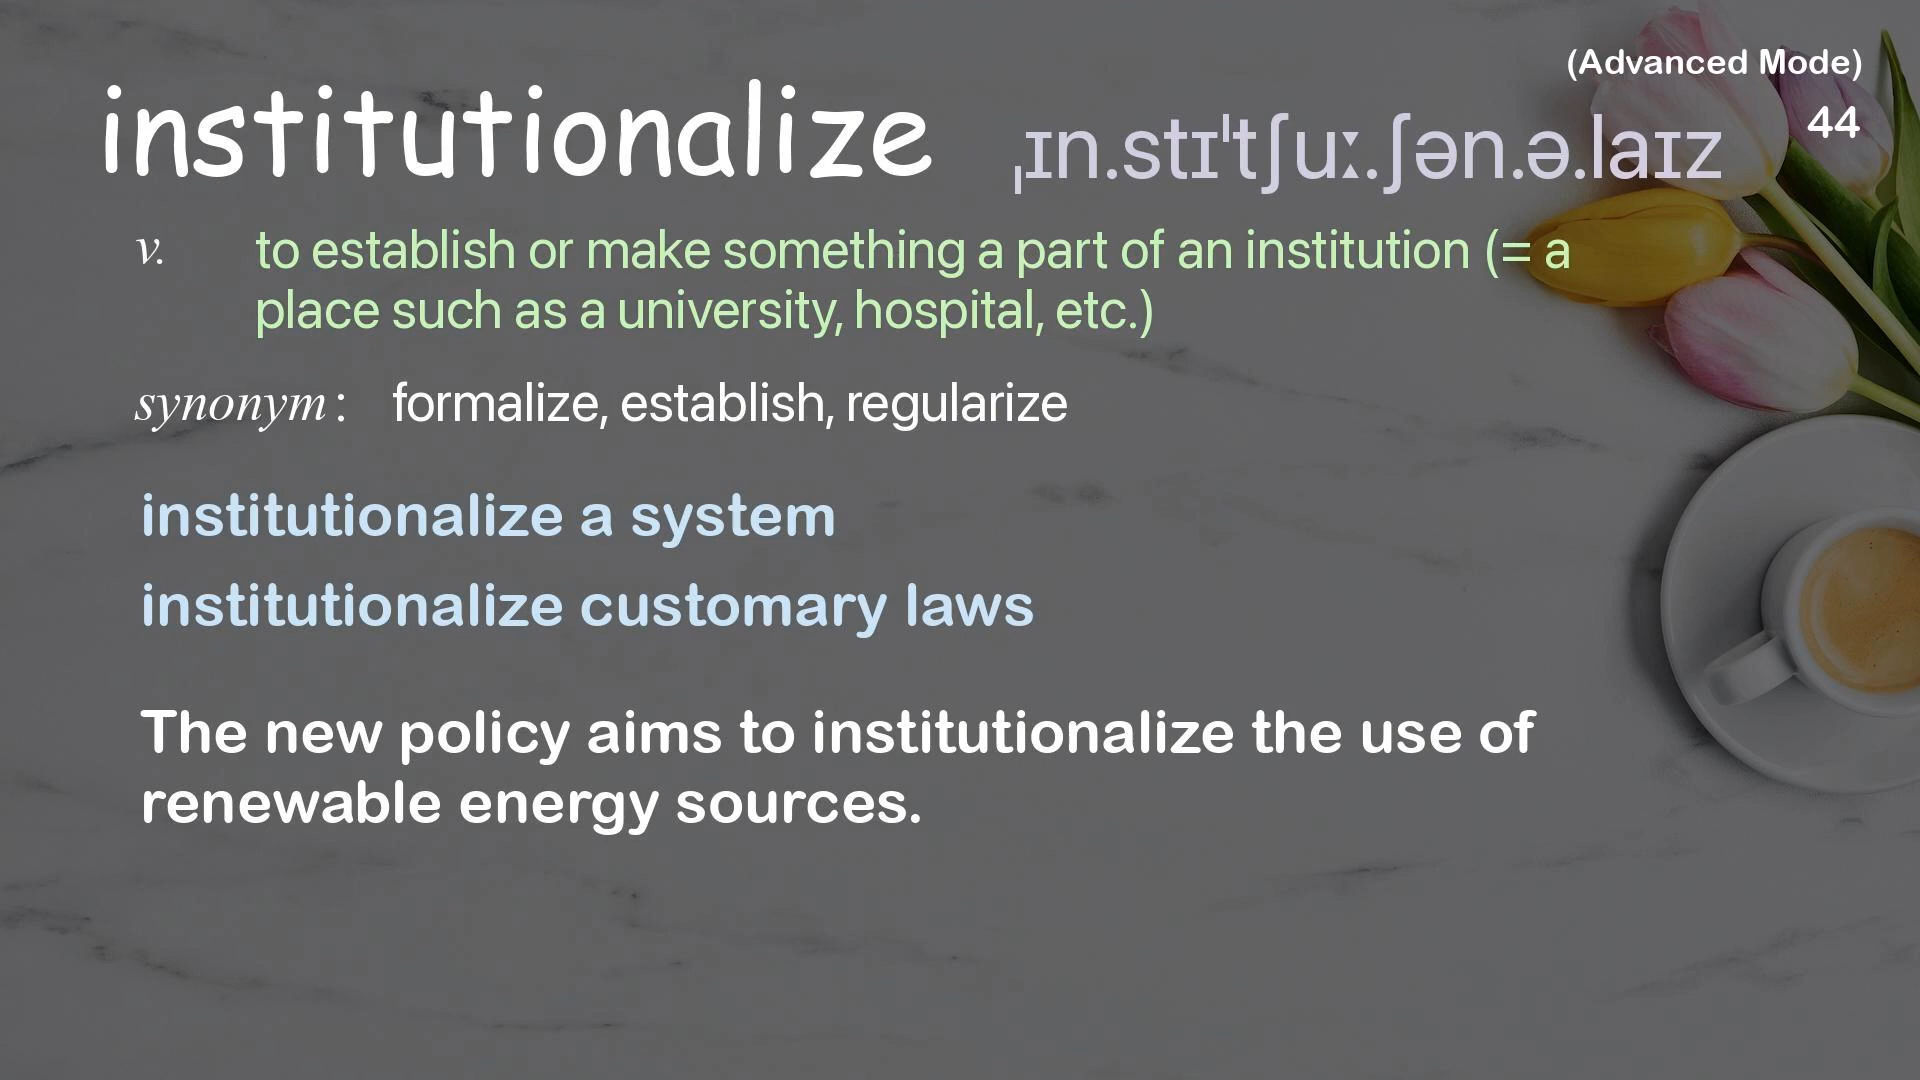 (Advanced Mode)
institutionalize ˌɪn.stɪˈtʃuː.ʃən.ə.laɪz 44
v. to establish or make something a part of an institution (= a
place such as a university, hospital, etc.)
synonym: formalize, establish, regularize
institutionalize a system
institutionalize customary laws
The new policy aims to institutionalize the use of
renewable energy sources.